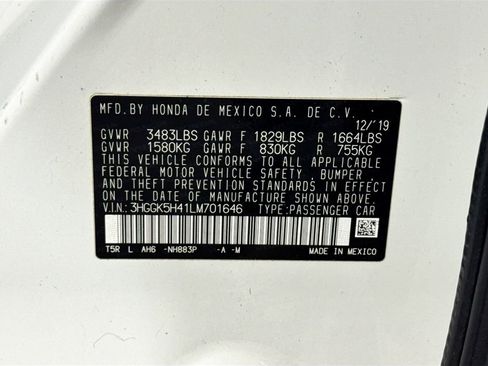 MFD. BY HONDA DE MEXICO S.A. DE C.V.
12/'19
GVWR 3483LBS GAWR F 1829LBS R 1664LBS
GVWR 1580KG GAWR F 830KG R 755KG
THIS VEHICLE CONFORMS TO ALL APPLICABLE
FEDERAL MOTOR VEHICLE SAFETY , BUMPER
AND THEFT PREVENTION STANDARDS IN EFFECT
ON THE DATE OF MANUFACTURE SHOWN ABOVE.
V.I.N: 3HGGK5H41LM701646 TYPE:PASSENGER CAR
T5R L AH6 -NH883P -A -M MADE IN MEXICO